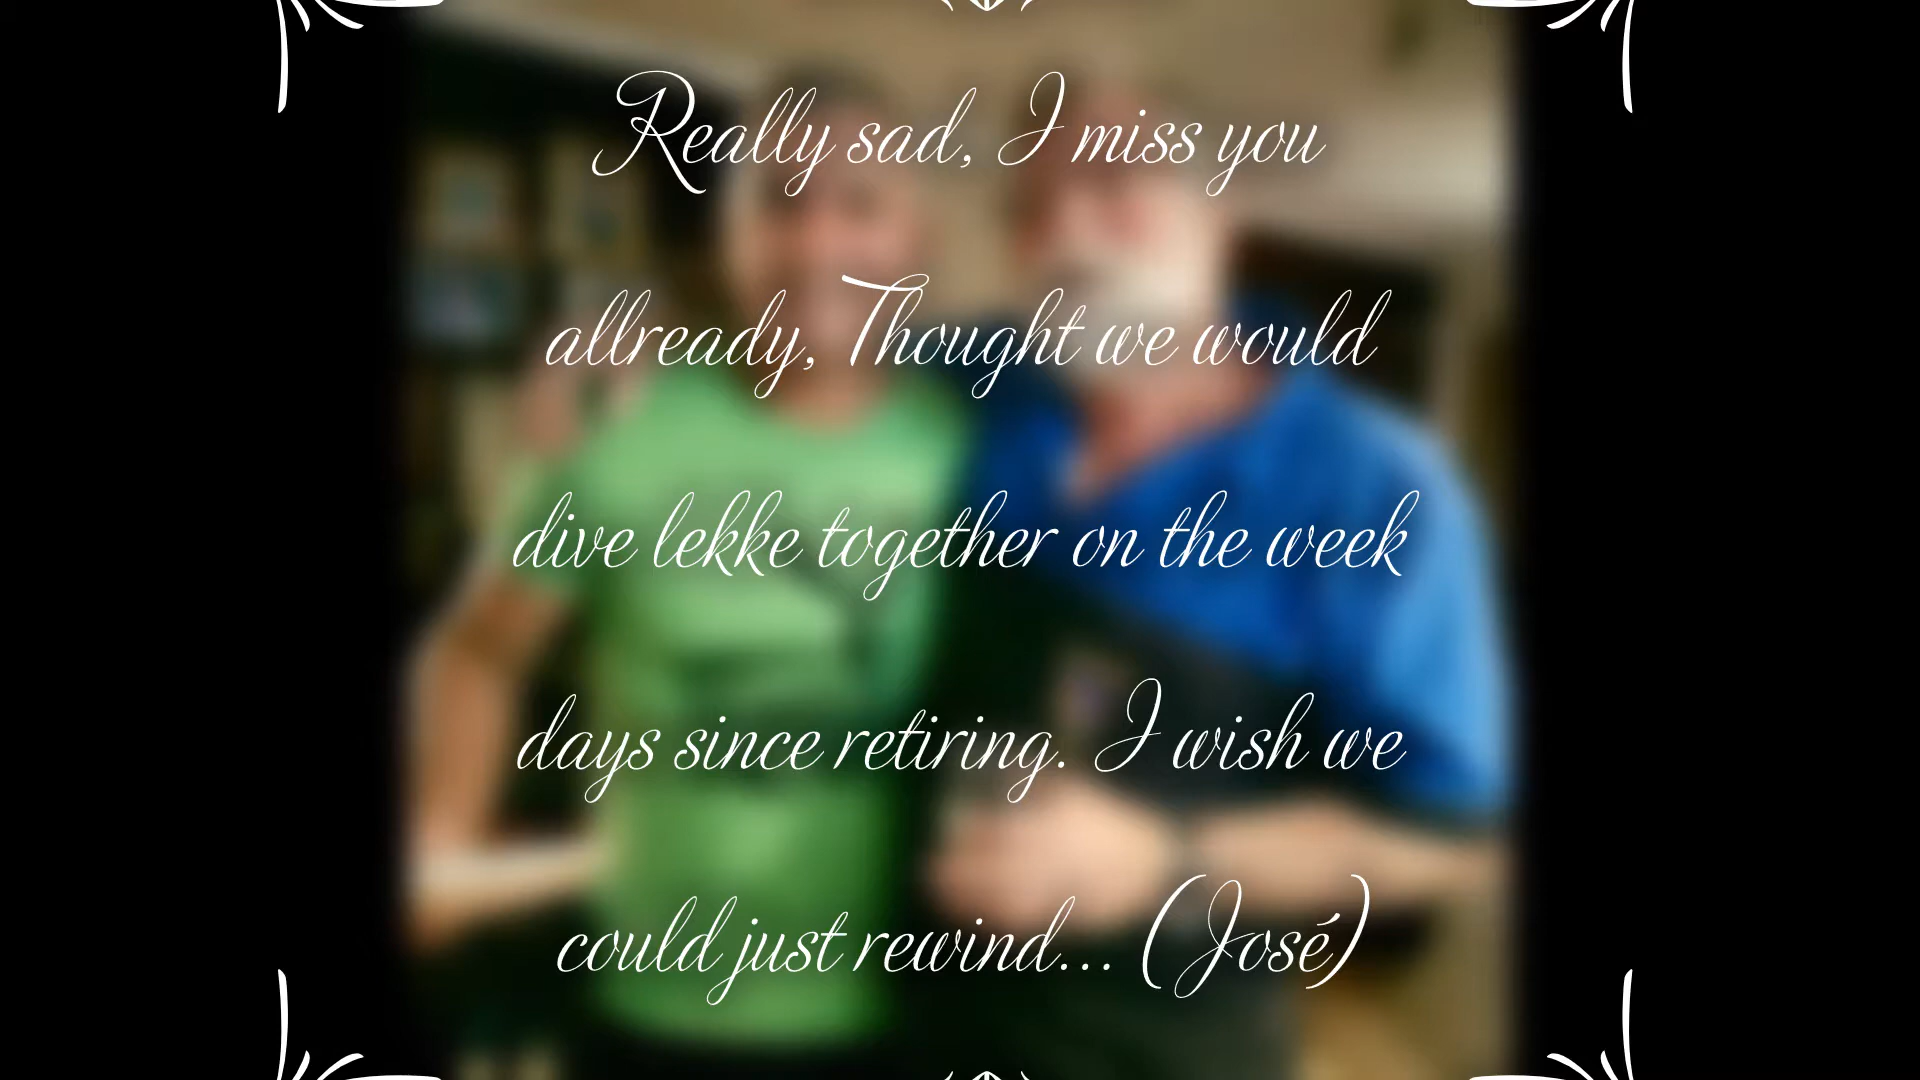 Really sad, I miss you
allready, Thought we would
dive lekke together on the week
days since retiring. I wish we
could just rewind... (José)